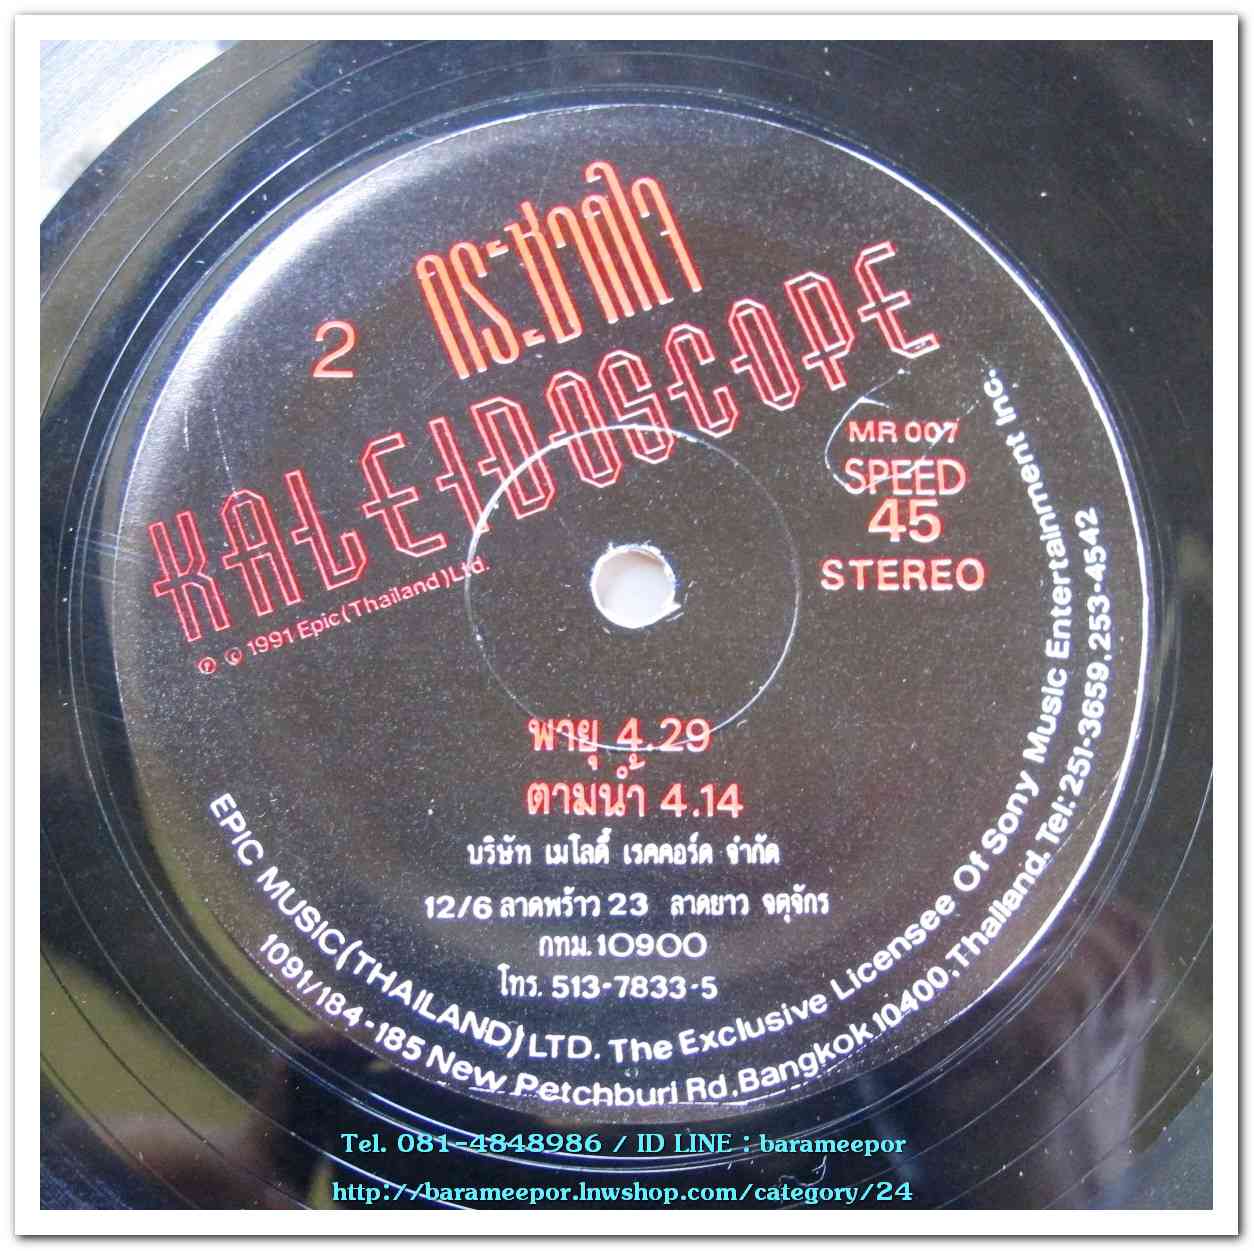 กระชากใจ
2
KALEIDOSCOPE
MR 007
SPEED
45
STEREO
℗ © 1991 Epic (Thailand) Ltd.
พายุ 4.29
ตามน้ำ 4.14
บริษัท เมโลดี้ เรคคอร์ด จำกัด
12/6 ลาดพร้าว 23 ลาดยาว จตุจักร
กทม. 10900
โทร. 513-7833-5
EPIC MUSIC (THAILAND) LTD. The Exclusive Licensee Of Sony Music Entertainment Inc.
1091/184-185 New Petchburi Rd, Bangkok 10400, Thailand. Tel: 251-3659, 253-4542
Tel. 081-4848986 / ID LINE : barameepor
http://barameepor.lnwshop.com/category/24